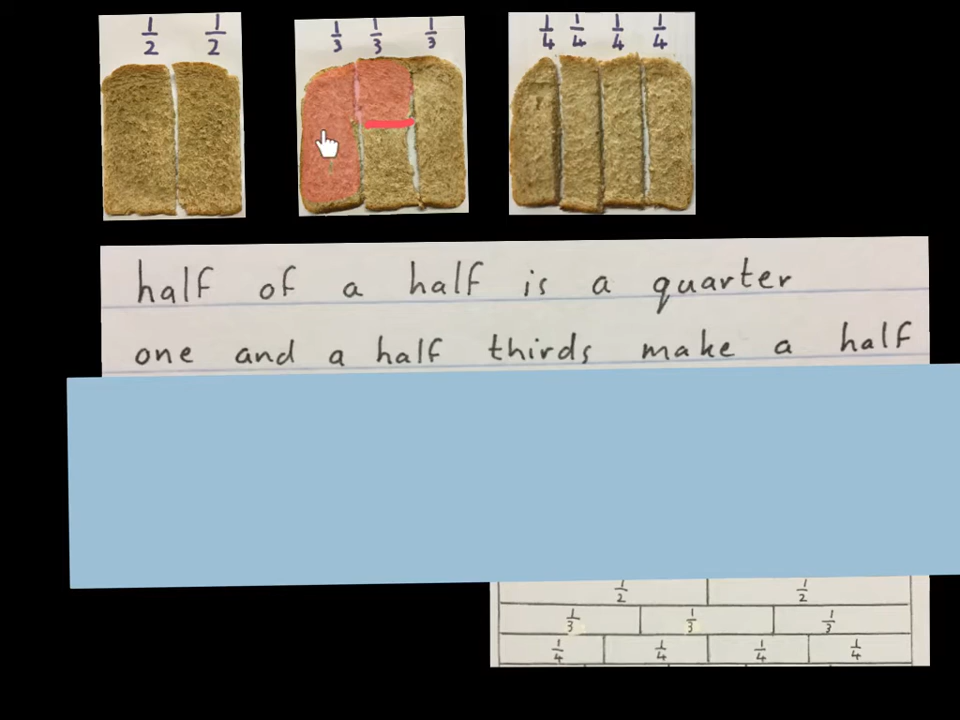 1/2 1/2
1/3 1/3 1/3
1/4 1/4 1/4 1/4
half of a half is a quarter
one and a half thirds make a half
1/2 1/2
1/3 1/3 1/3
1/4 1/4 1/4 1/4